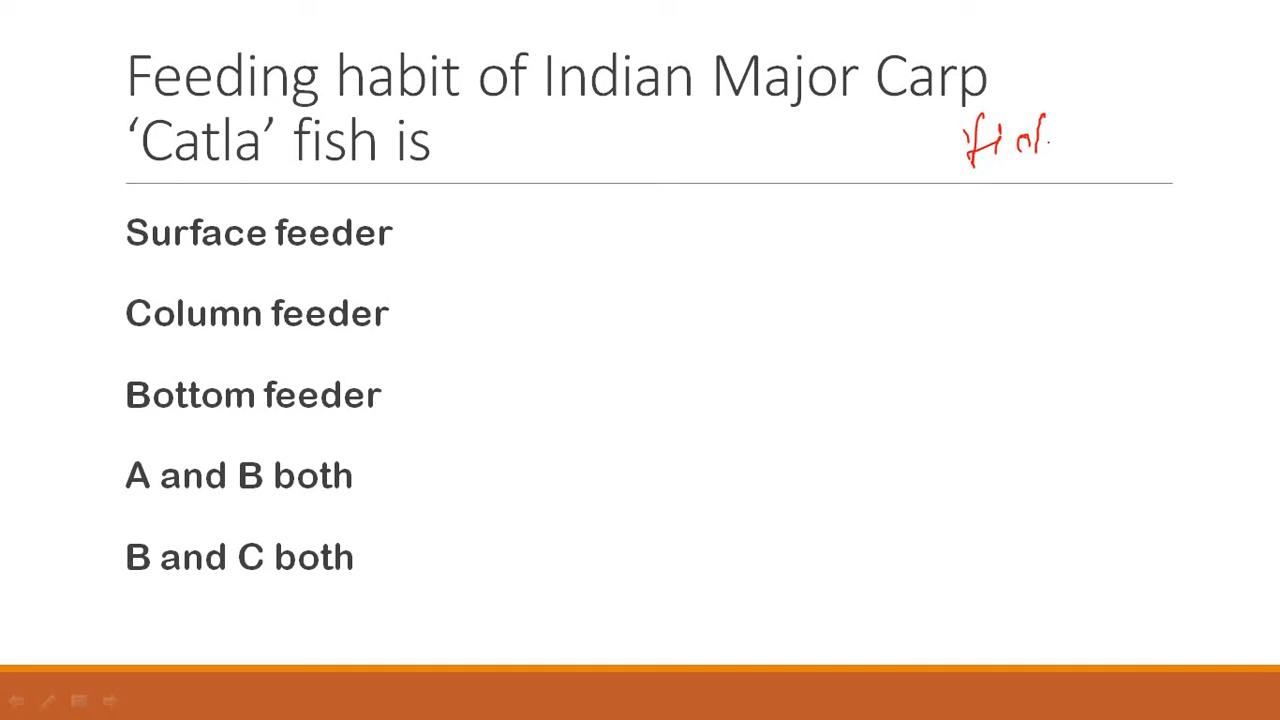 Feeding habit of Indian Major Carp
‘Catla’ fish is
Surface feeder
Column feeder
Bottom feeder
A and B both
B and C both